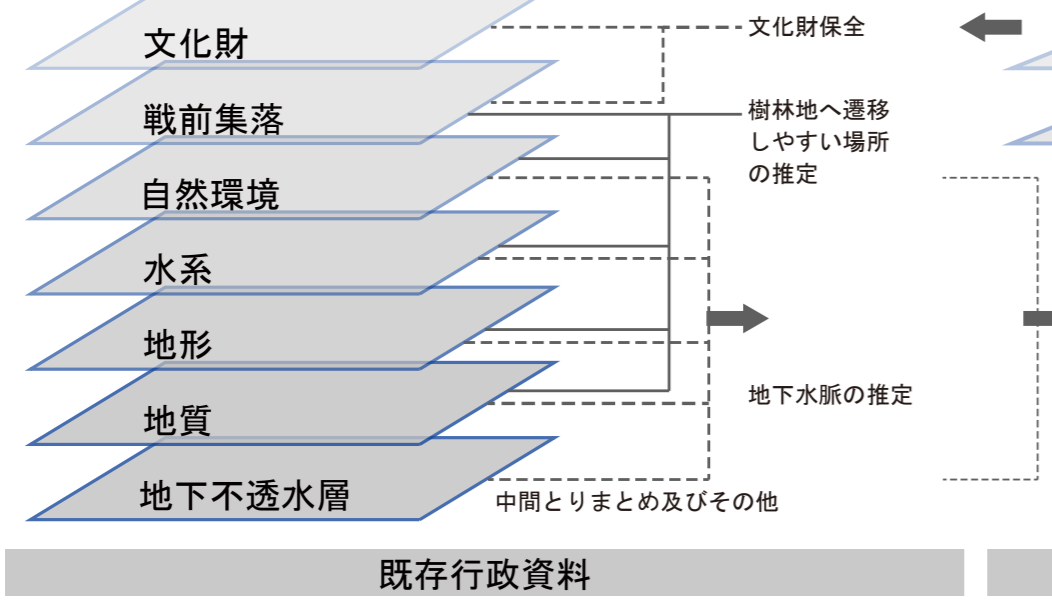 文化財
文化財保全
戦前集落
樹林地へ遷移
しやすい場所
の推定
自然環境
水系
地形
地下水脈の推定
地質
地下不透水層
中間とりまとめ及びその他
既存行政資料